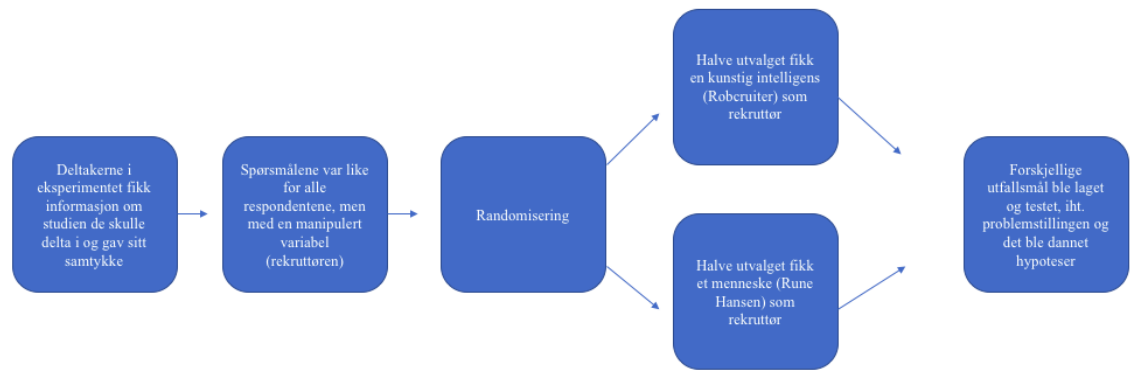 Deltakerne i
eksperimentet fikk
informasjon om
studien de skulle
delta i og gav sitt
samtykke
Spørsmålene var like
for alle
respondentene, men
med en manipulert
variabel
(rekruttøren)
Randomisering
Halve utvalget fikk
en kunstig intelligens
(Robcruiter) som
rekruttør
Halve utvalget fikk
et menneske (Rune
Hansen) som
rekruttør
Forskjellige
utfallsmål ble laget
og testet, iht.
problemstillingen og
det ble dannet
hypoteser